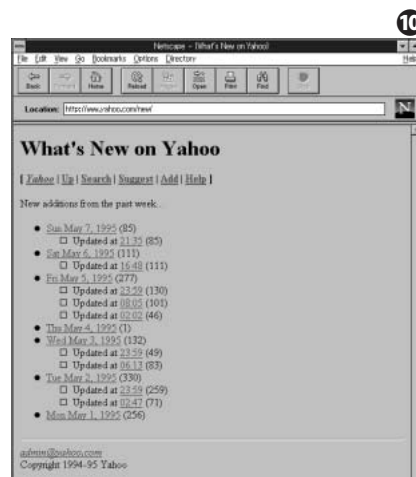 10
Netscape - [What's New on Yahoo]
File Edit View Go Bookmarks Options Directory Help
Back Forward Home Reload Images Open Print Find Stop
Location: http://www.yahoo.com/new/
N
What's New on Yahoo
[ Yahoo | Up | Search | Suggest | Add | Help ]
New additions from the past week...
Sun May 7, 1995 (85)
Updated at 21:35 (85)
Sat May 6, 1995 (111)
Updated at 16:48 (111)
Fri May 5, 1995 (277)
Updated at 23:59 (130)
Updated at 08:05 (101)
Updated at 02:02 (46)
Thu May 4, 1995 (1)
Wed May 3, 1995 (132)
Updated at 23:59 (49)
Updated at 06:13 (83)
Tue May 2, 1995 (330)
Updated at 23:59 (259)
Updated at 02:47 (71)
Mon May 1, 1995 (256)
admin@yahoo.com
Copyright 1994-95 Yahoo